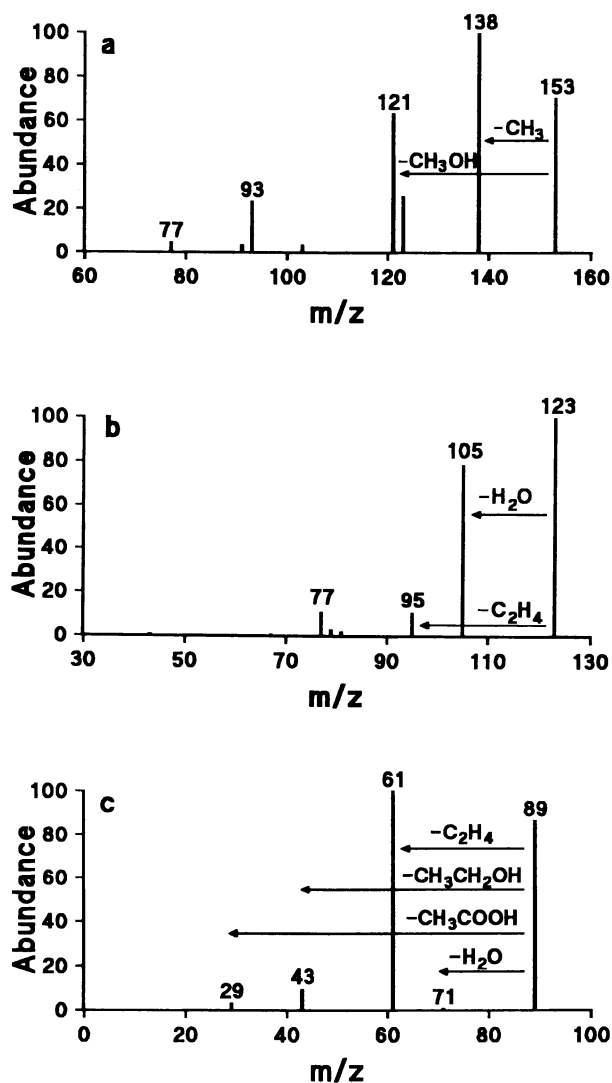 a
Abundance
100
80
60
40
20
0
138
153
121
93
77
−CH₃
−CH₃OH
60 80 100 120 140 160
m/z
b
Abundance
100
80
60
40
20
0
123
105
77
95
−H₂O
−C₂H₄
30 50 70 90 110 130
m/z
c
Abundance
100
80
60
40
20
0
61
89
−C₂H₄
−CH₃CH₂OH
−CH₃COOH
−H₂O
29
43
71
0 20 40 60 80 100
m/z